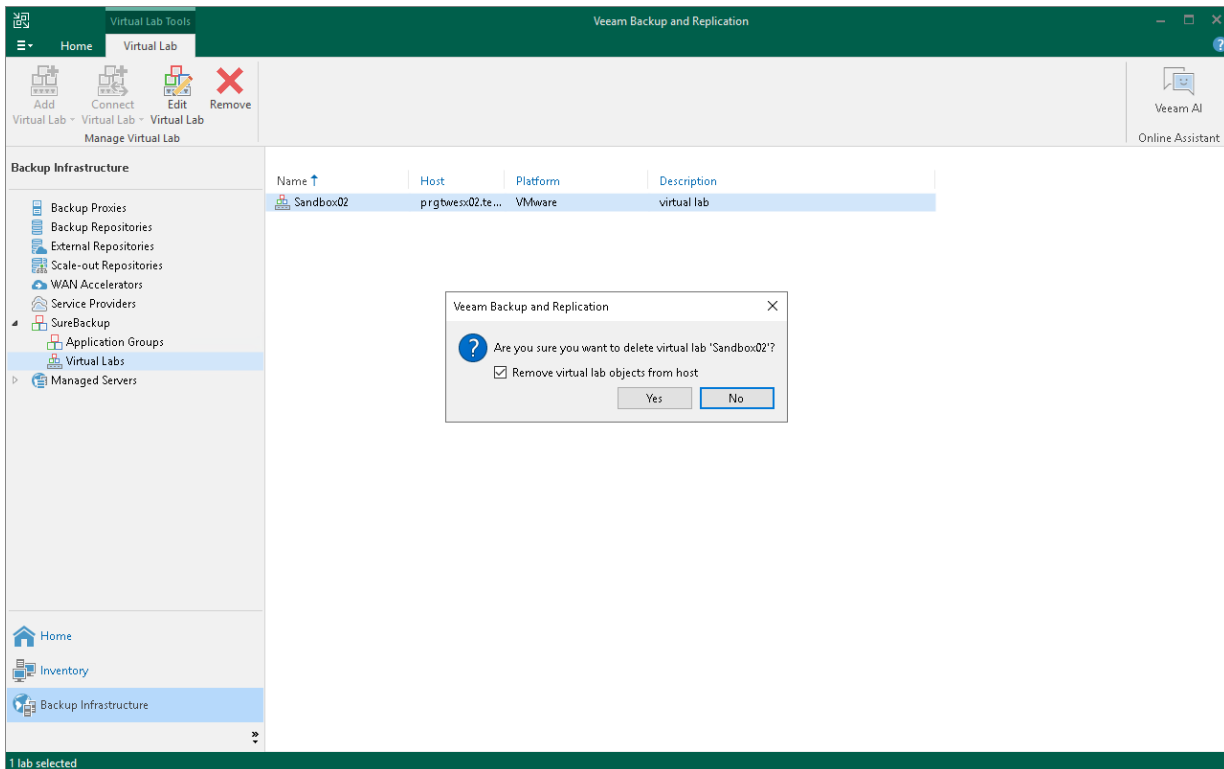 Virtual Lab Tools
Veeam Backup and Replication
Home
Virtual Lab
Add
Virtual Lab
Connect
Virtual Lab
Edit
Virtual Lab
Remove
Manage Virtual Lab
Veeam AI
Online Assistant
Backup Infrastructure
Backup Proxies
Backup Repositories
External Repositories
Scale-out Repositories
WAN Accelerators
Service Providers
SureBackup
Application Groups
Virtual Labs
Managed Servers
Name Host Platform Description
Sandbox02 prgtwesx02.te... VMware virtual lab
Veeam Backup and Replication
Are you sure you want to delete virtual lab 'Sandbox02'?
Remove virtual lab objects from host
Yes No
Home
Inventory
Backup Infrastructure
1 lab selected